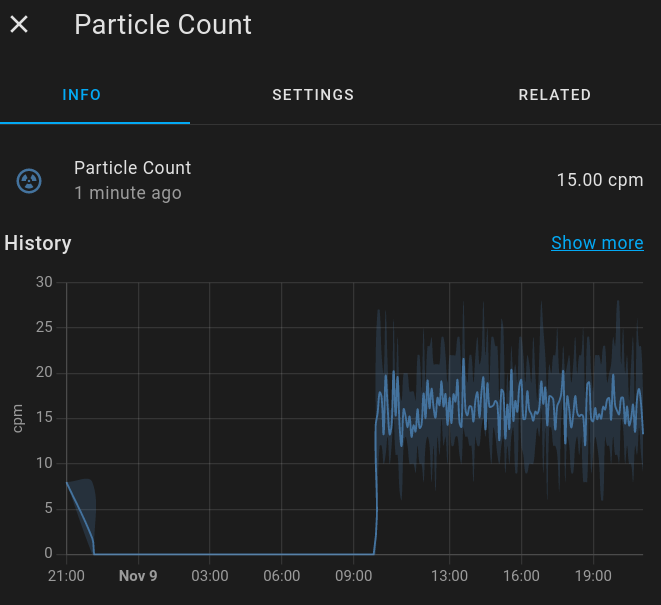 Particle Count
INFO SETTINGS RELATED
Particle Count
1 minute ago
15.00 cpm
History
Show more
30
25
20
15
10
5
0
cpm
21:00 Nov 9 03:00 06:00 09:00 13:00 16:00 19:00